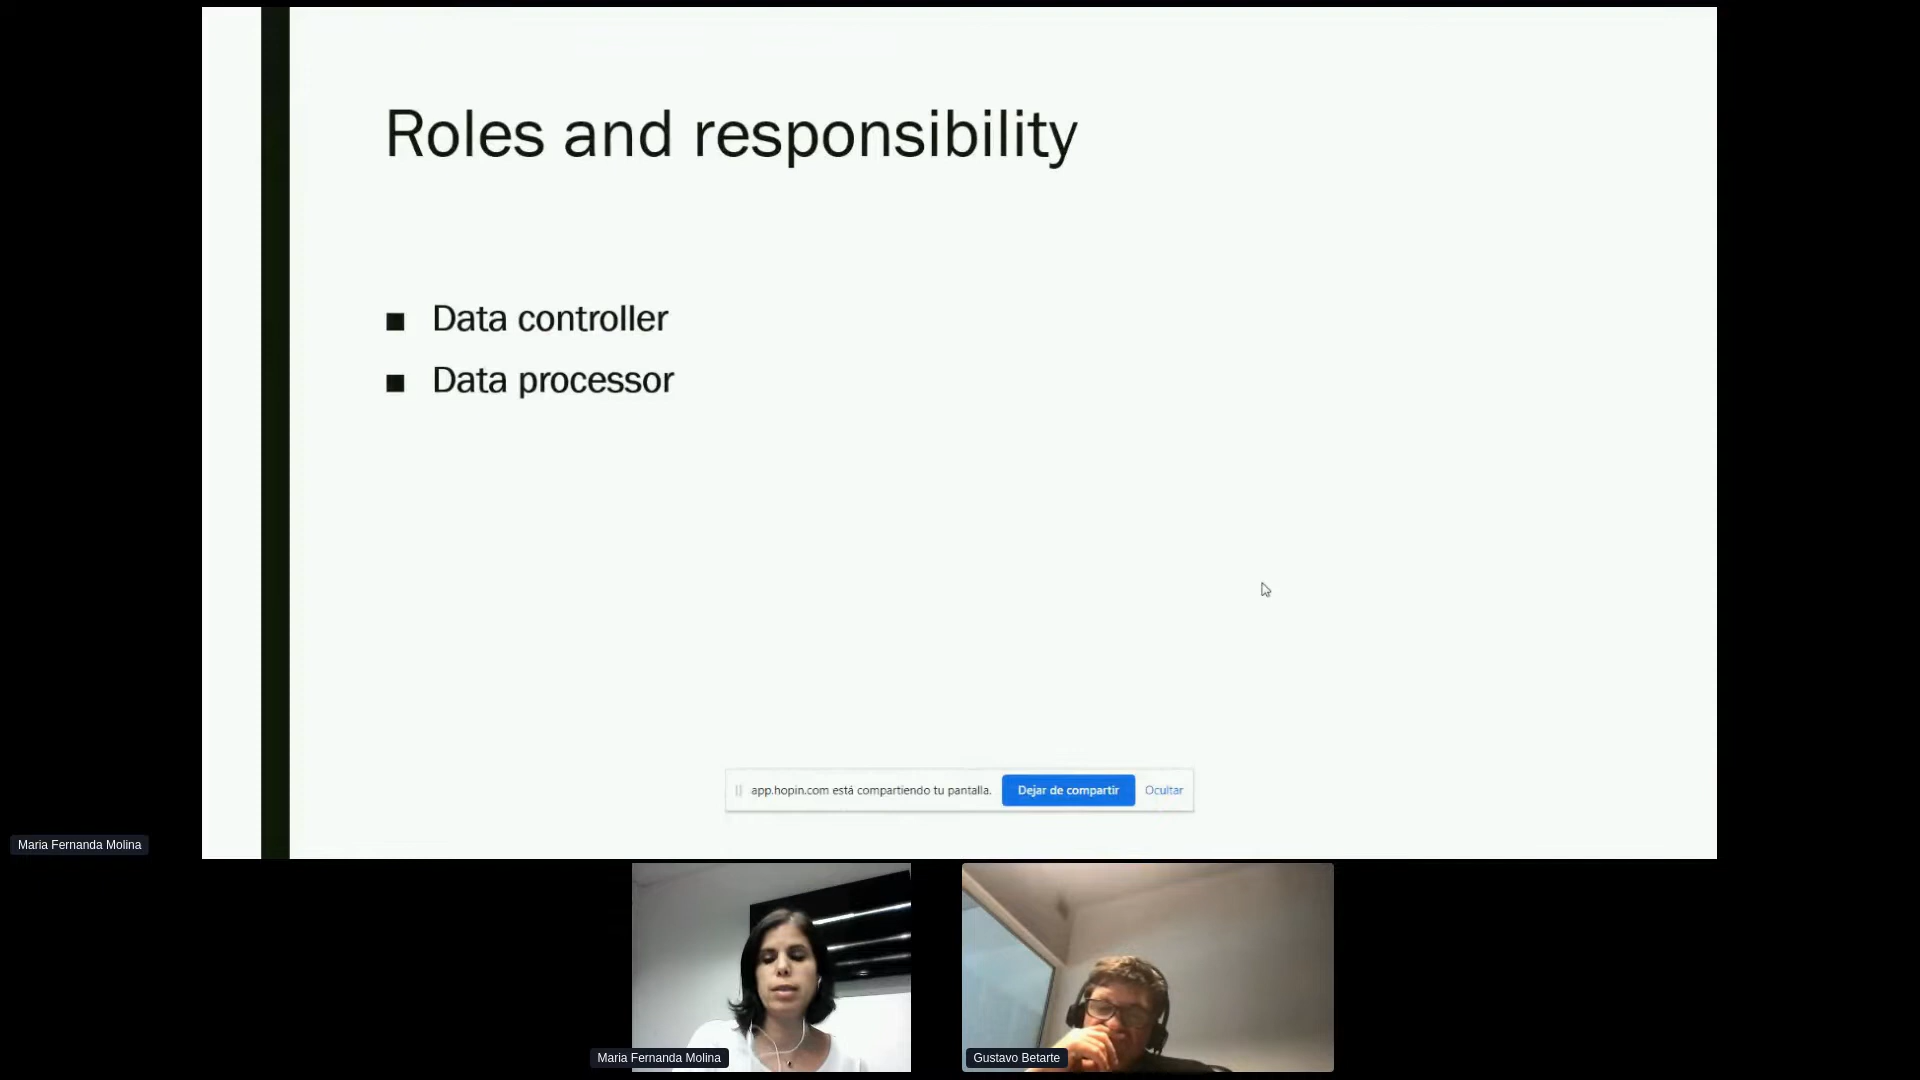 Roles and responsibility
■ Data controller
■ Data processor
app.hopin.com está compartiendo tu pantalla. Dejar de compartir Ocultar
Maria Fernanda Molina
Maria Fernanda Molina Gustavo Betarte